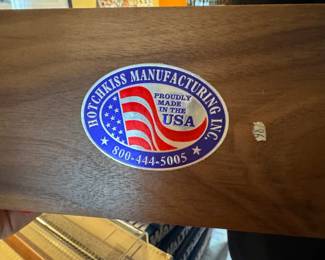 HOTCHKISS MANUFACTURING INC.
PROUDLY
MADE
IN THE
USA
800-444-5005